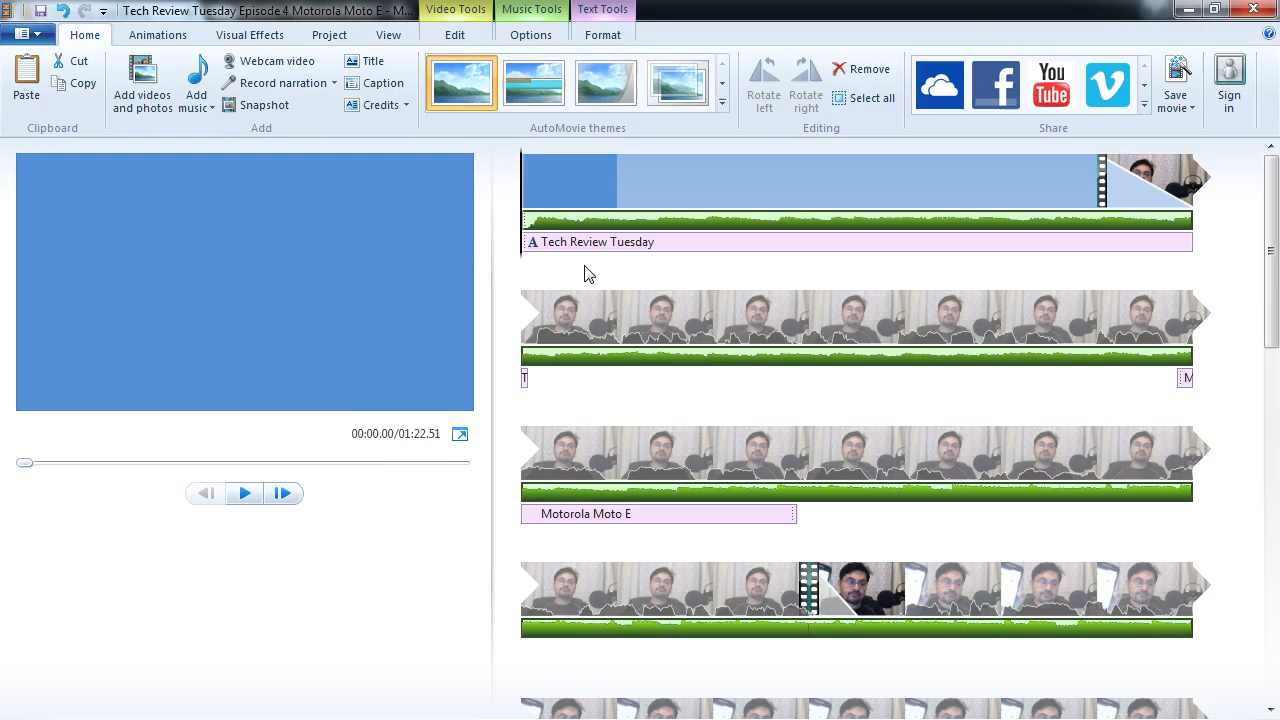 Tech Review Tuesday Episode 4 Motorola Moto E - M...
Video Tools
Music Tools
Text Tools
Home
Animations
Visual Effects
Project
View
Edit
Options
Format
Paste
Cut
Copy
Clipboard
Add videos
and photos
Add
music
Webcam video
Record narration
Snapshot
Title
Caption
Credits
Add
AutoMovie themes
Rotate
left
Rotate
right
Remove
Select all
Editing
You
Tube
Share
Save
movie
Sign
in
A Tech Review Tuesday
T
M
Motorola Moto E
00:00.00/01:22.51